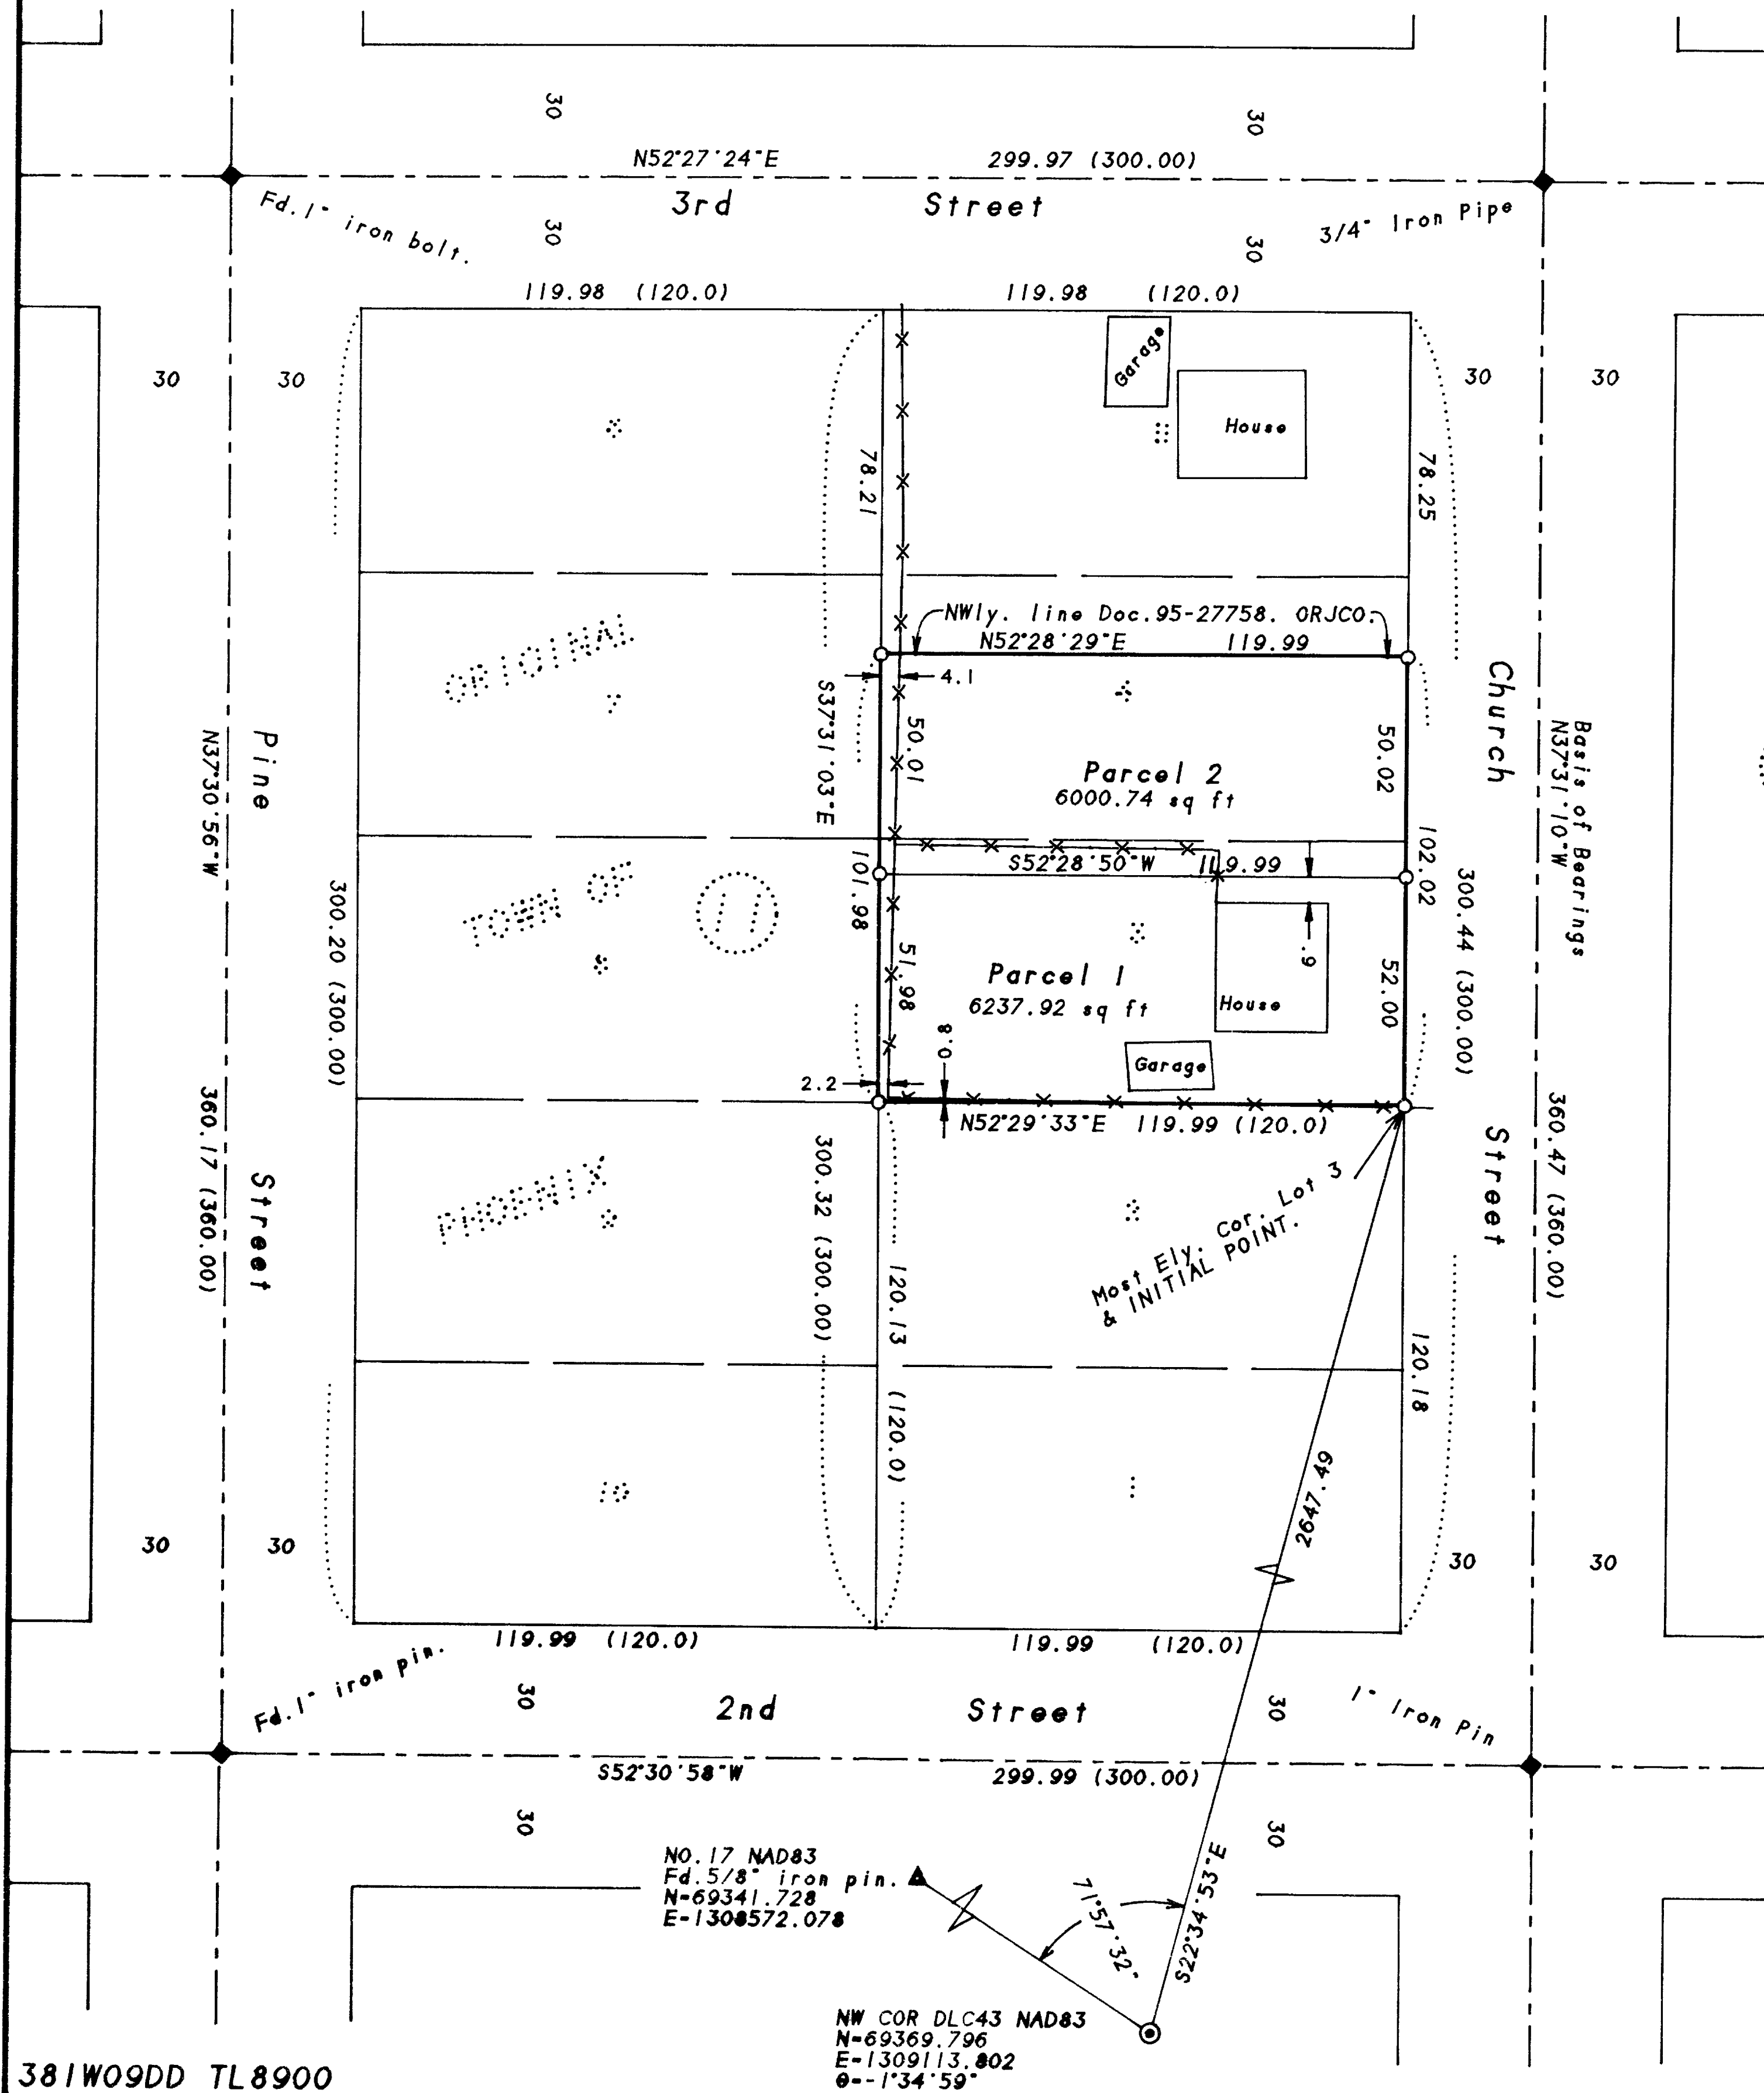 30
30
N52°27'24"E 299.97 (300.00)
3rd Street
Fd. 1" iron bolt.
3/4" Iron Pipe
30
30
119.98 (120.0)
119.98 (120.0)
Garage
House
30
30
30
30
78.21
78.25
NWly. line Doc.95-27758. ORJCO.
N52°28'29"E 119.99
4.1
ORIGINAL
7
4
S37°31'03"E
50.01
50.02
Parcel 2
6000.74 sq ft
Church
Street
Basis of Bearings
N37°31'10"W
360.47 (360.00)
Pine
Street
N37°30'56"W
360.17 (360.00)
S52°28'50"W 119.99
101.98
102.02
300.44 (300.00)
300.20 (300.00)
TOWN OF
11
8
3
.9
51.98
52.00
Parcel 1
6237.92 sq ft
House
Garage
0.8
2.2
N52°29'33"E 119.99 (120.0)
Most Ely. Cor. Lot 3
& INITIAL POINT.
PHOENIX
9
2
300.32 (300.00)
120.13 (120.0)
120.18
2647.49
10
1
30
30
30
30
119.99 (120.0)
119.99 (120.0)
Fd. 1" iron pin.
1" Iron Pin
30
30
2nd Street
S52°30'58"W 299.99 (300.00)
30
30
NO.17 NAD83
Fd.5/8" iron pin.
N=69341.728
E=1308572.078
71°57'32"
S22°34'53"E
NW COR DLC43 NAD83
N=69369.796
E=1309113.802
θ=-1°34'59"
381W09DD TL8900